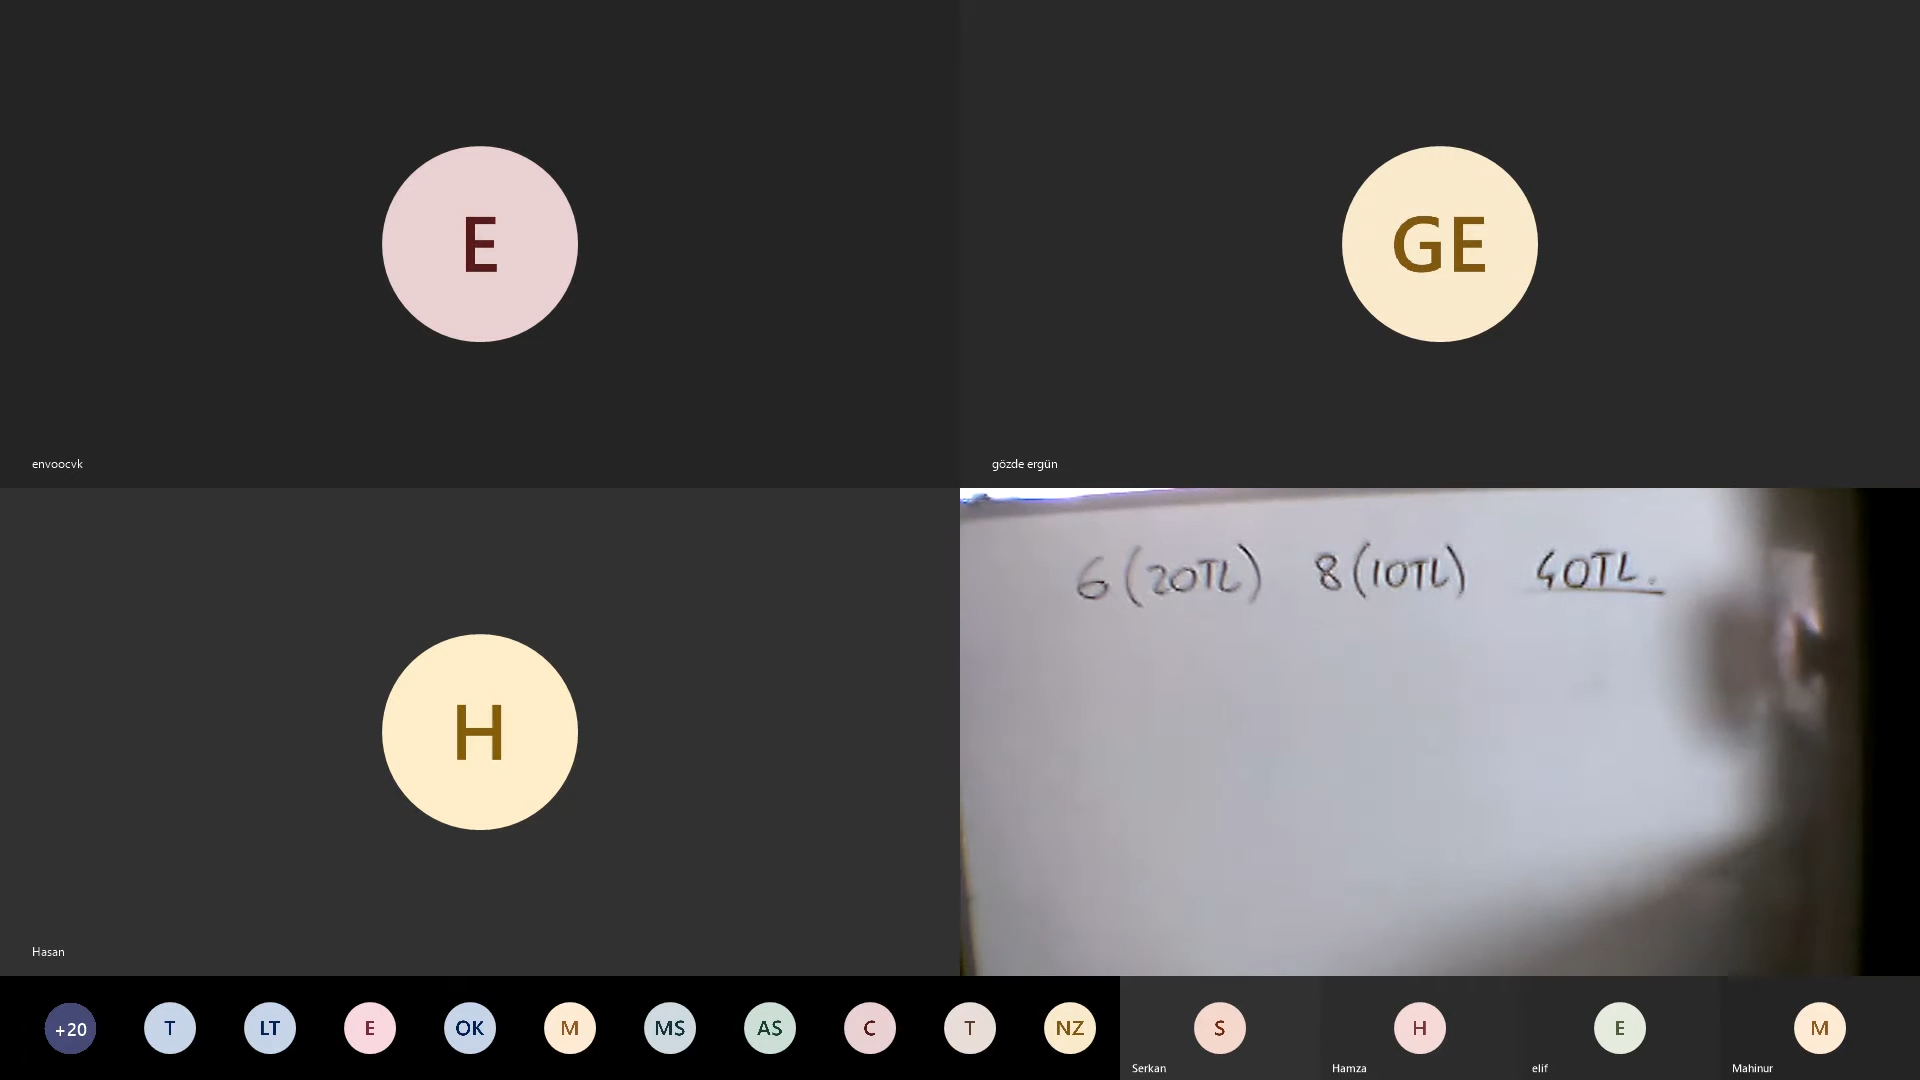 E
GE
envoocvk
gözde ergün
H
6 (20TL) 8 (10TL) 40TL.
Hasan
+20 T LT E OK M MS AS C T NZ S H E M
Serkan Hamza elif Mahinur